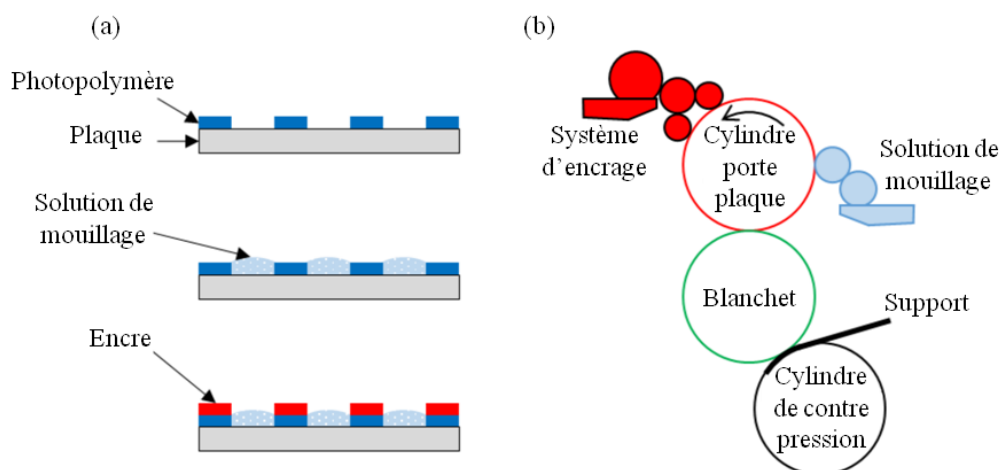 (a)
Photopolymère
Plaque
Solution de
mouillage
Encre
(b)
Système
d'encrage
Cylindre
porte
plaque
Solution de
mouillage
Blanchet
Support
Cylindre
de contre
pression